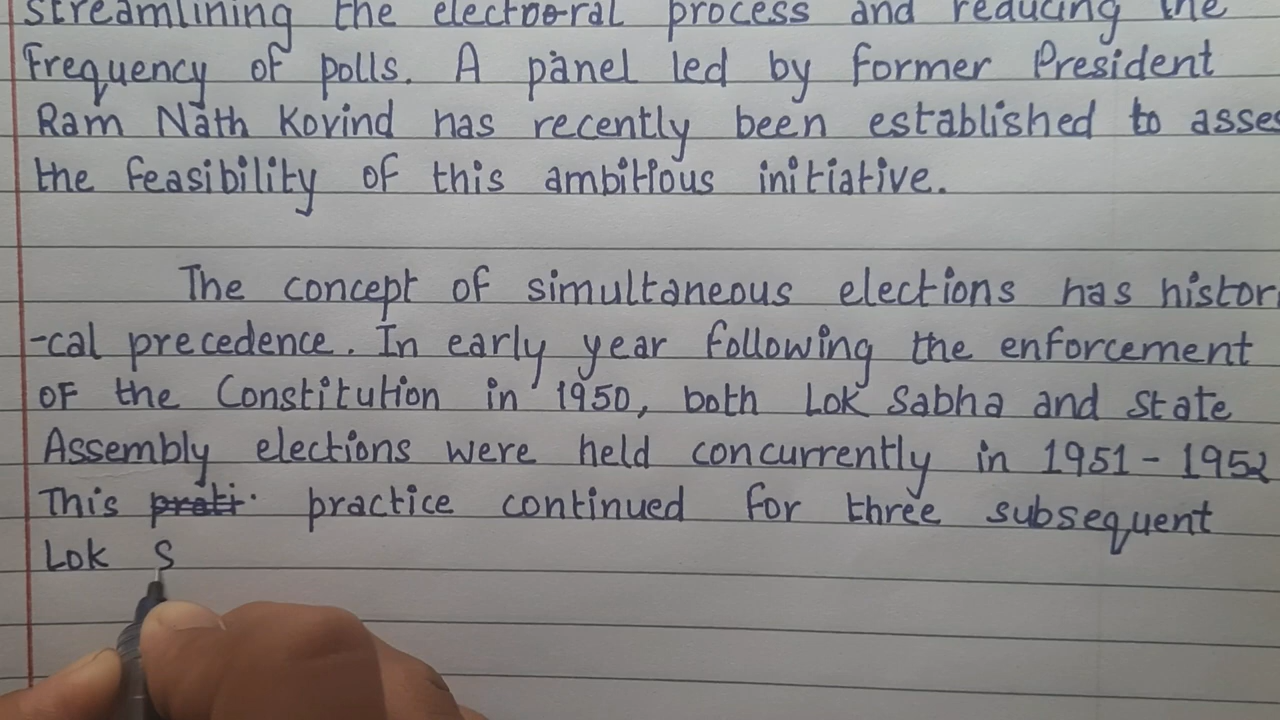 streamlining the electoral process and reducing the
frequency of polls. A panel led by former President
Ram Nath Kovind has recently been established to asses
the feasibility of this ambitious initiative.
The concept of simultaneous elections has histori
-cal precedence. In early year following the enforcement
of the Constitution in 1950, both Lok Sabha and State
Assembly elections were held concurrently in 1951-1952
This prati. practice continued for three subsequent
Lok S